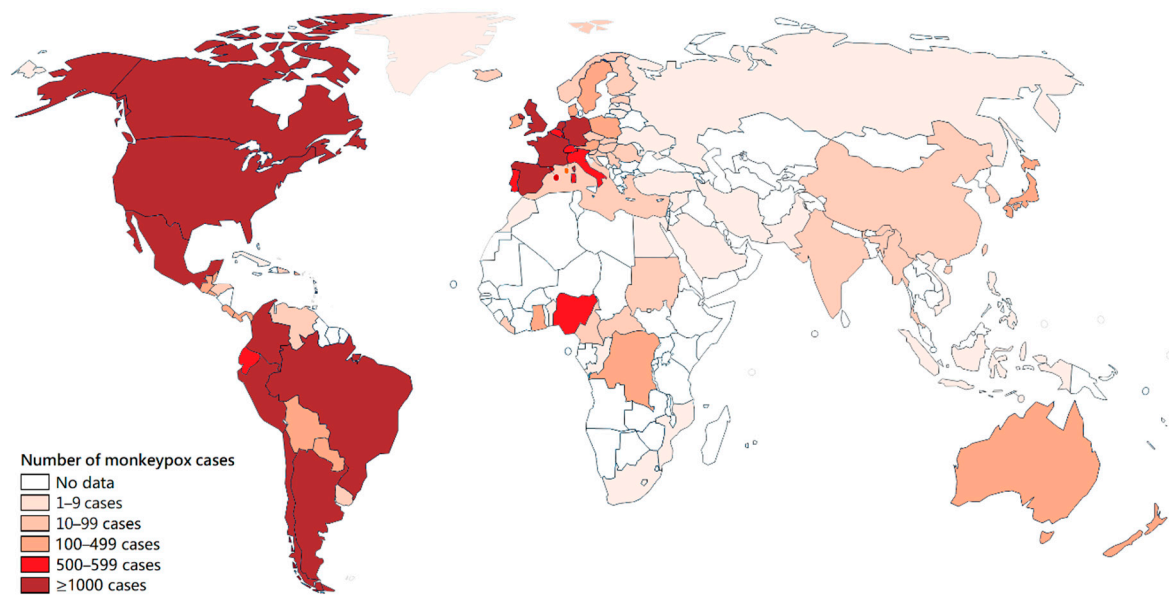 Number of monkeypox cases
No data
1–9 cases
10–99 cases
100–499 cases
500–599 cases
≥1000 cases